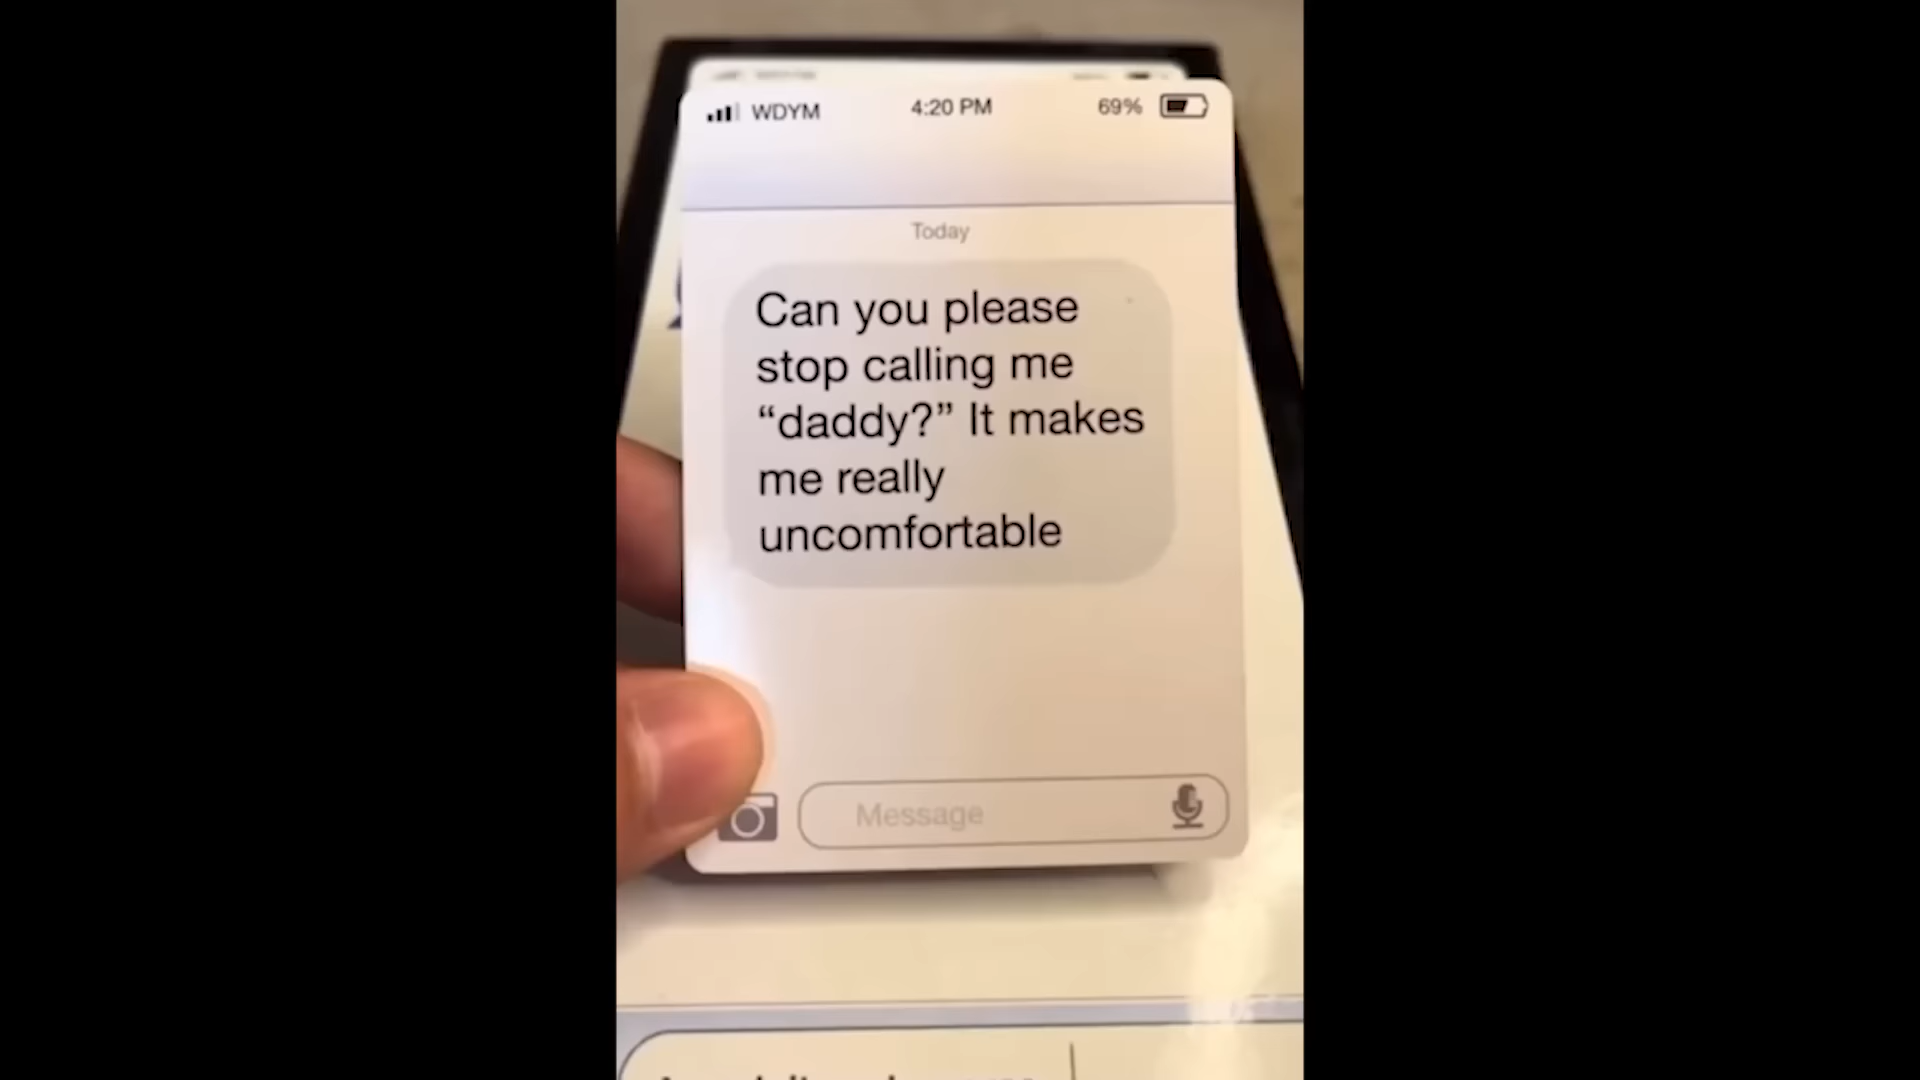 WDYM 4:20 PM 69%
Today
Can you please
stop calling me
“daddy?” It makes
me really
uncomfortable
Message